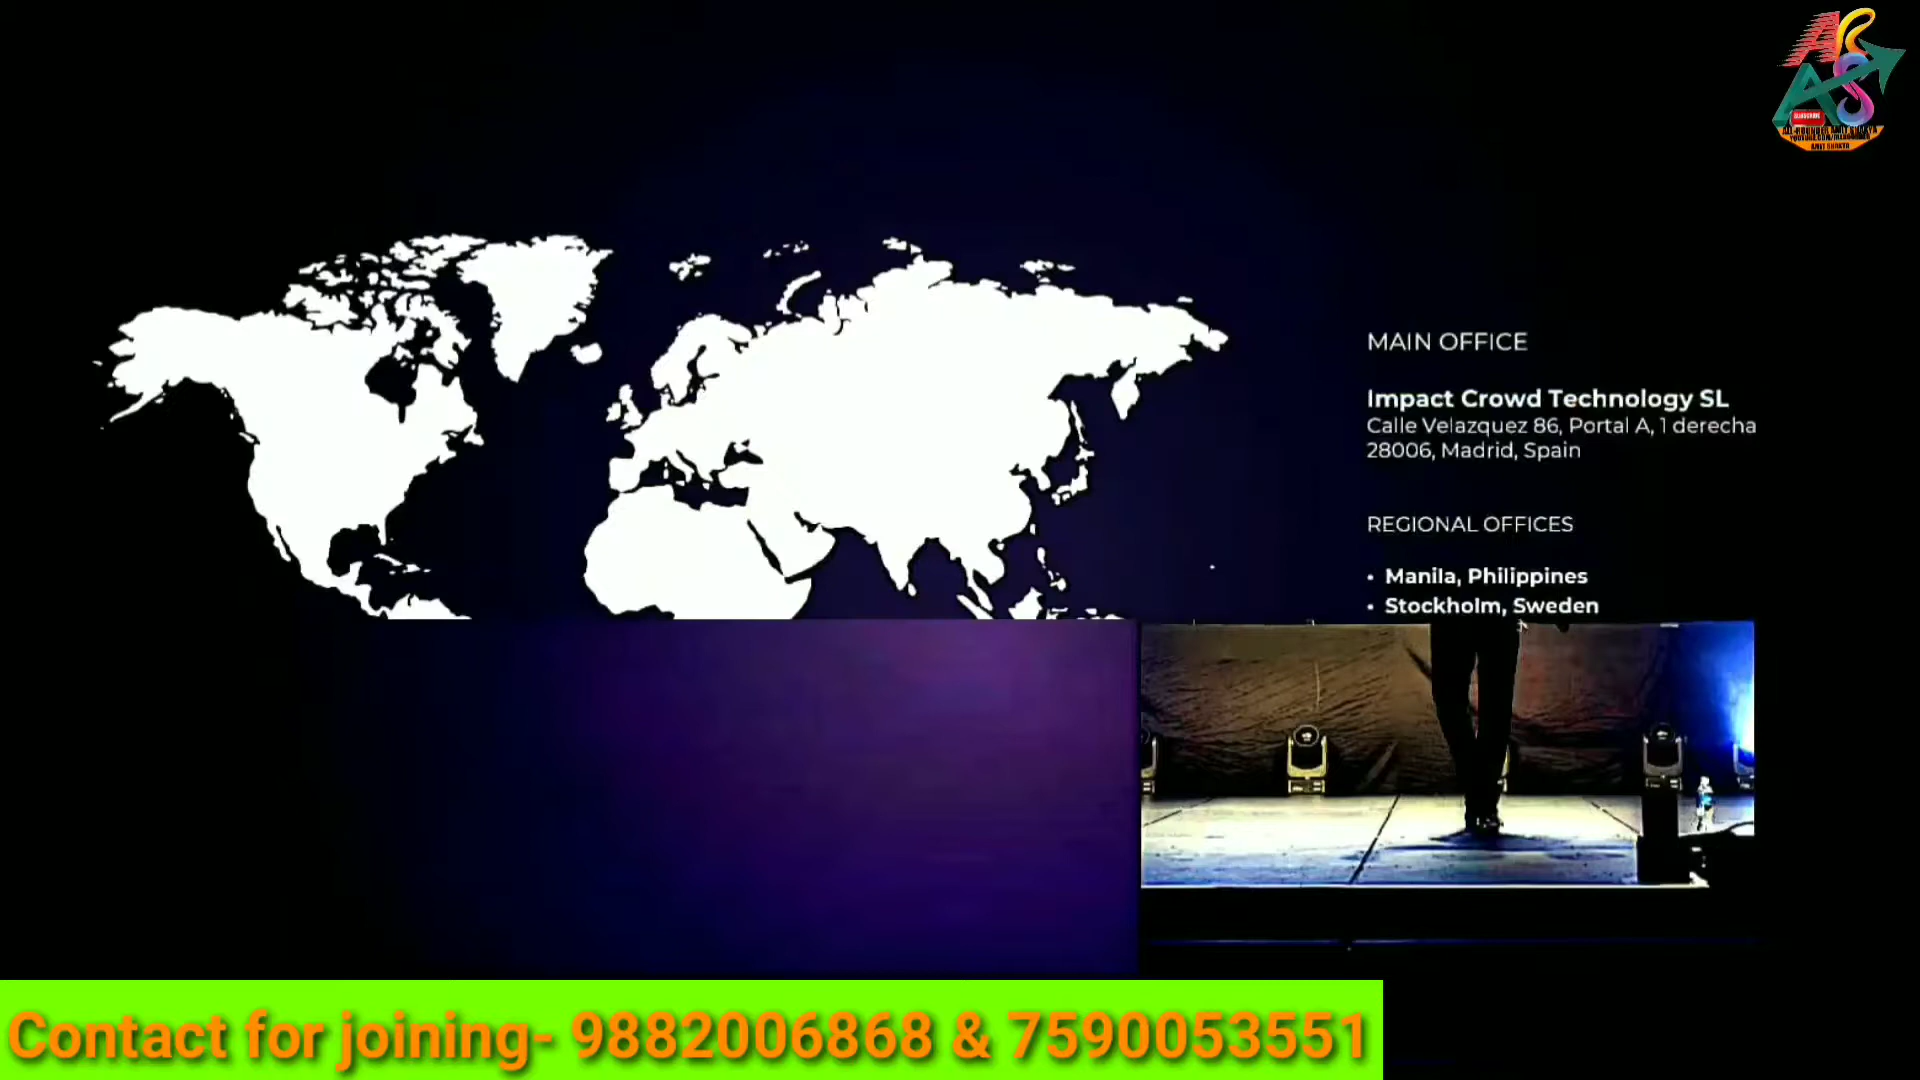 MAIN OFFICE
Impact Crowd Technology SL
Calle Velazquez 86, Portal A, 1 derecha
28006, Madrid, Spain
REGIONAL OFFICES
• Manila, Philippines
• Stockholm, Sweden
Contact for joining- 9882006868 & 7590053551